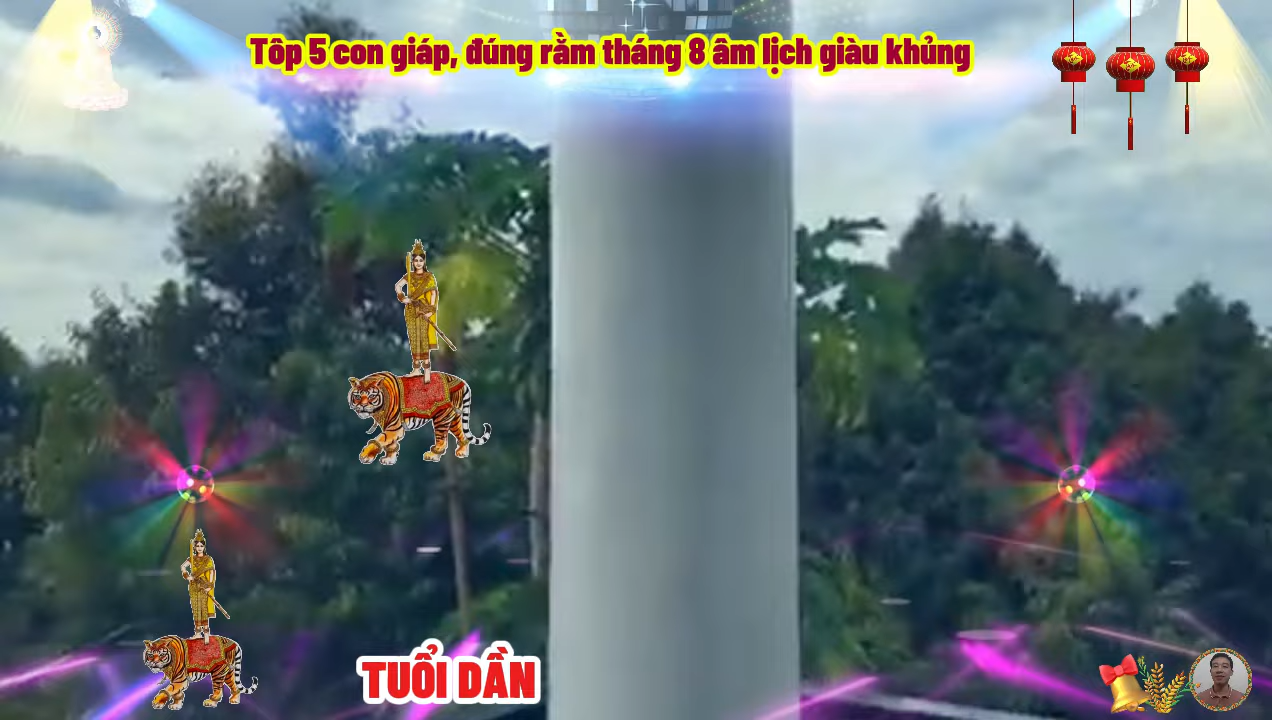 Tôp 5 con giáp, đúng rằm tháng 8 âm lịch giàu khủng
TUỔI DẦN